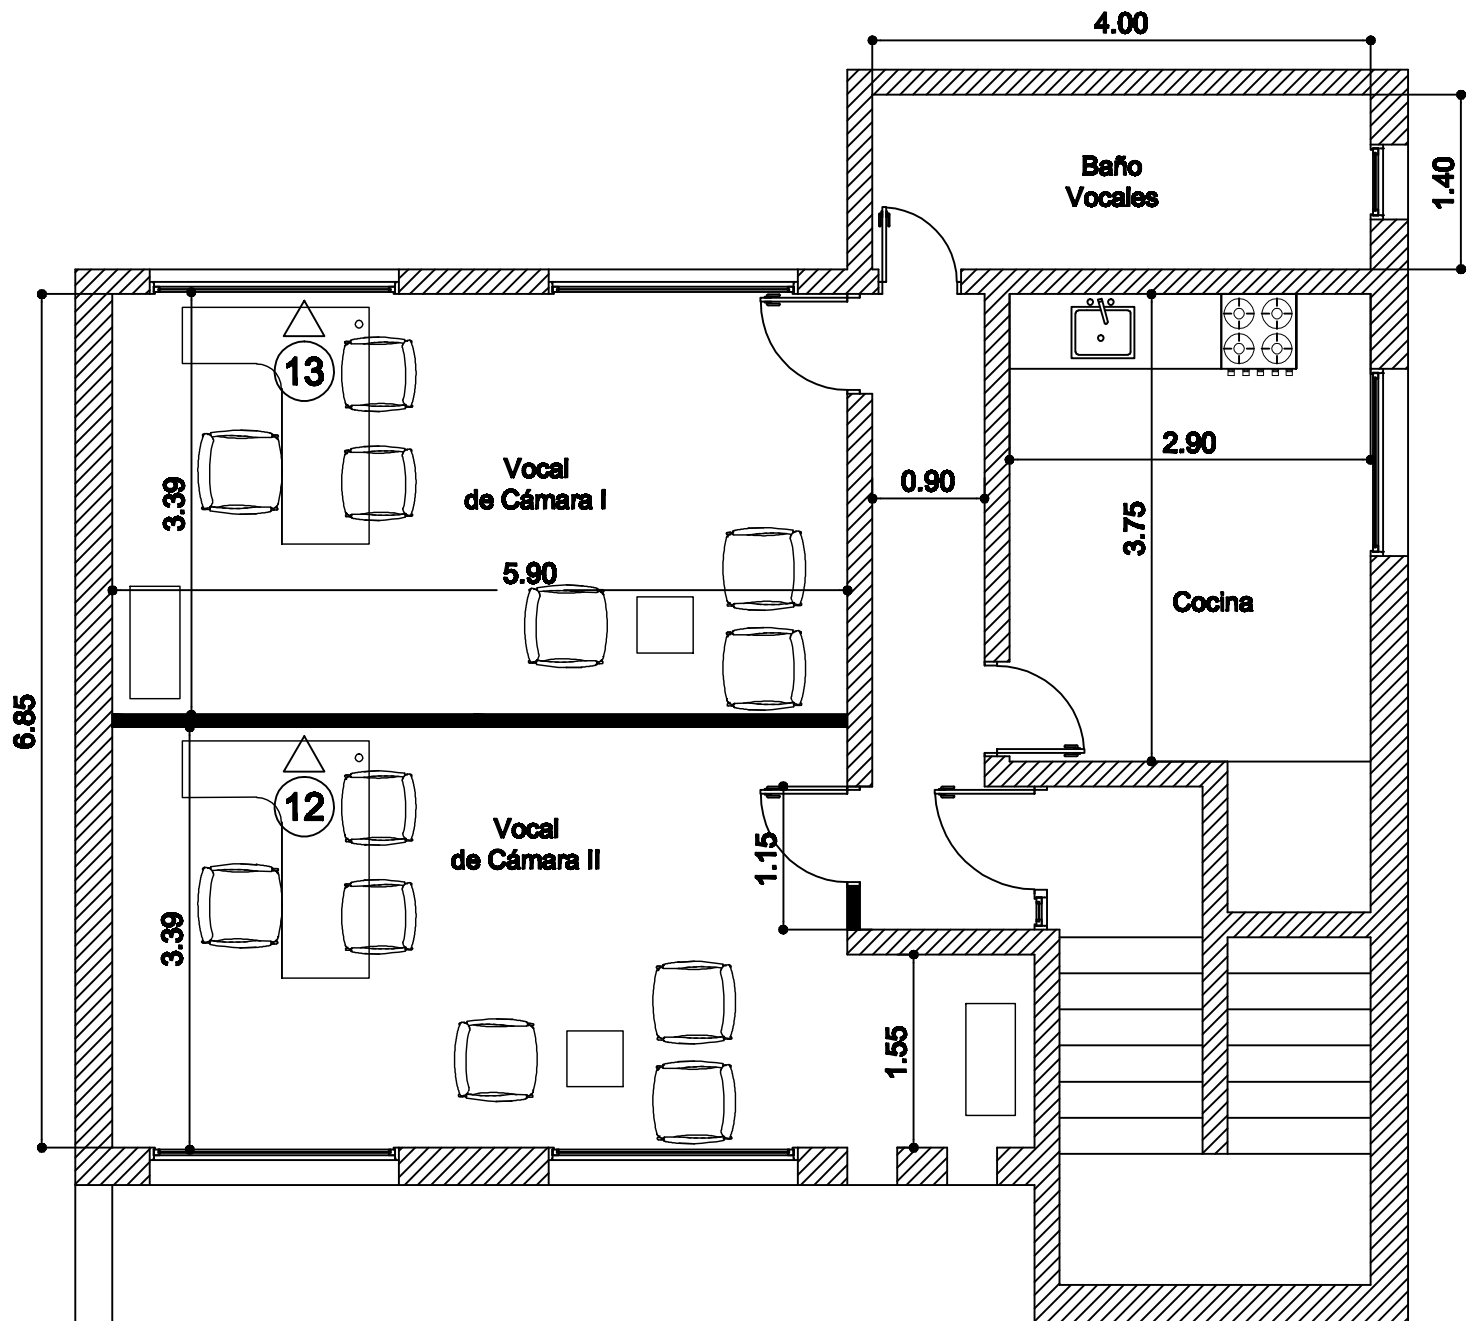 4.00
Baño
Vocales
1.40
13
Vocal
de Cámara I
3.39
5.90
0.90
2.90
3.75
Cocina
6.85
12
Vocal
de Cámara II
1.15
3.39
1.55